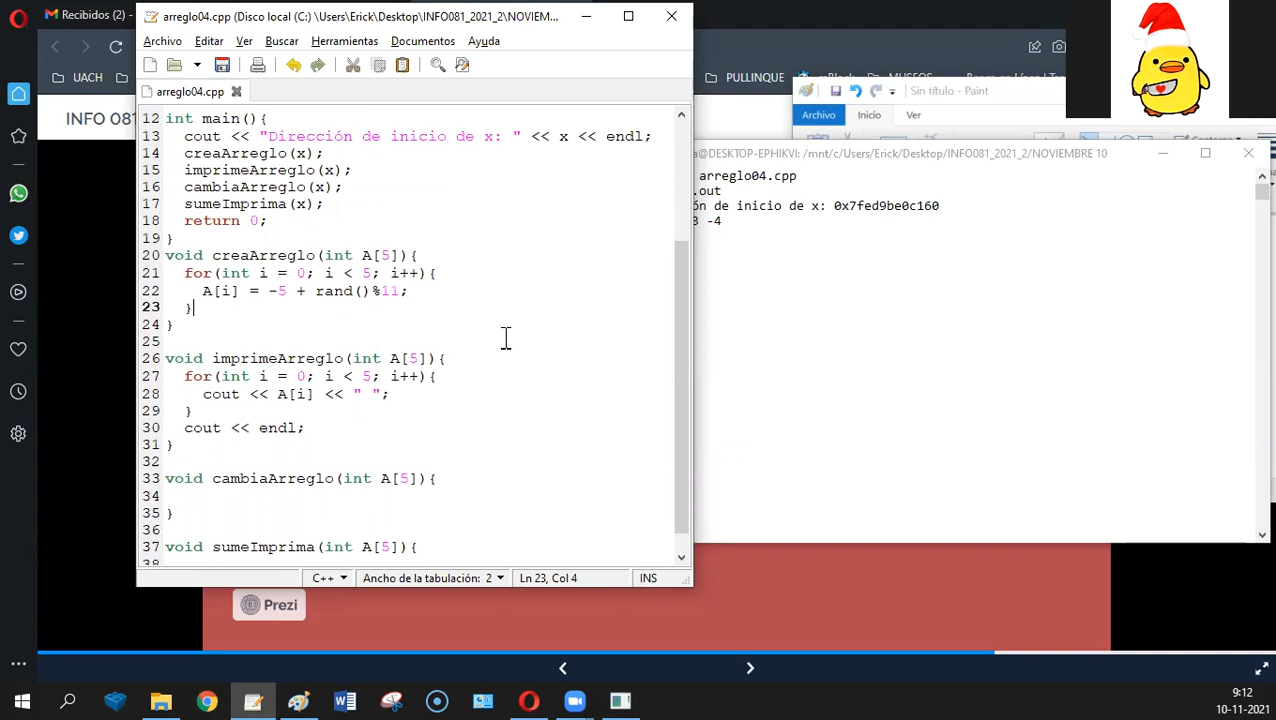 Recibidos (2) -
arreglo04.cpp (Disco local (C:) \Users\Erick\Desktop\INFO081_2021_2\NOVIEM...
Archivo Editar Ver Buscar Herramientas Documentos Ayuda
arreglo04.cpp
12 int main(){
13 cout << "Dirección de inicio de x: " << x << endl;
14 creaArreglo(x);
15 imprimeArreglo(x);
16 cambiaArreglo(x);
17 sumeImprima(x);
18 return 0;
19 }
20 void creaArreglo(int A[5]){
21 for(int i = 0; i < 5; i++){
22 A[i] = -5 + rand()%11;
23 }
24 }
25
26 void imprimeArreglo(int A[5]){
27 for(int i = 0; i < 5; i++){
28 cout << A[i] << " ";
29 }
30 cout << endl;
31 }
32
33 void cambiaArreglo(int A[5]){
34
35 }
36
37 void sumeImprima(int A[5]){
38
C++ Ancho de la tabulación: 2 Ln 23, Col 4 INS
UACH
INFO 081
PULLINQUE
Sin título - Paint
Archivo Inicio Ver
a@DESKTOP-EPHIKVI: /mnt/c/Users/Erick/Desktop/INFO081_2021_2/NOVIEMBRE 10
arreglo04.cpp
.out
ón de inicio de x: 0x7fed9be0c160
3 -4
Prezi
9:12
10-11-2021